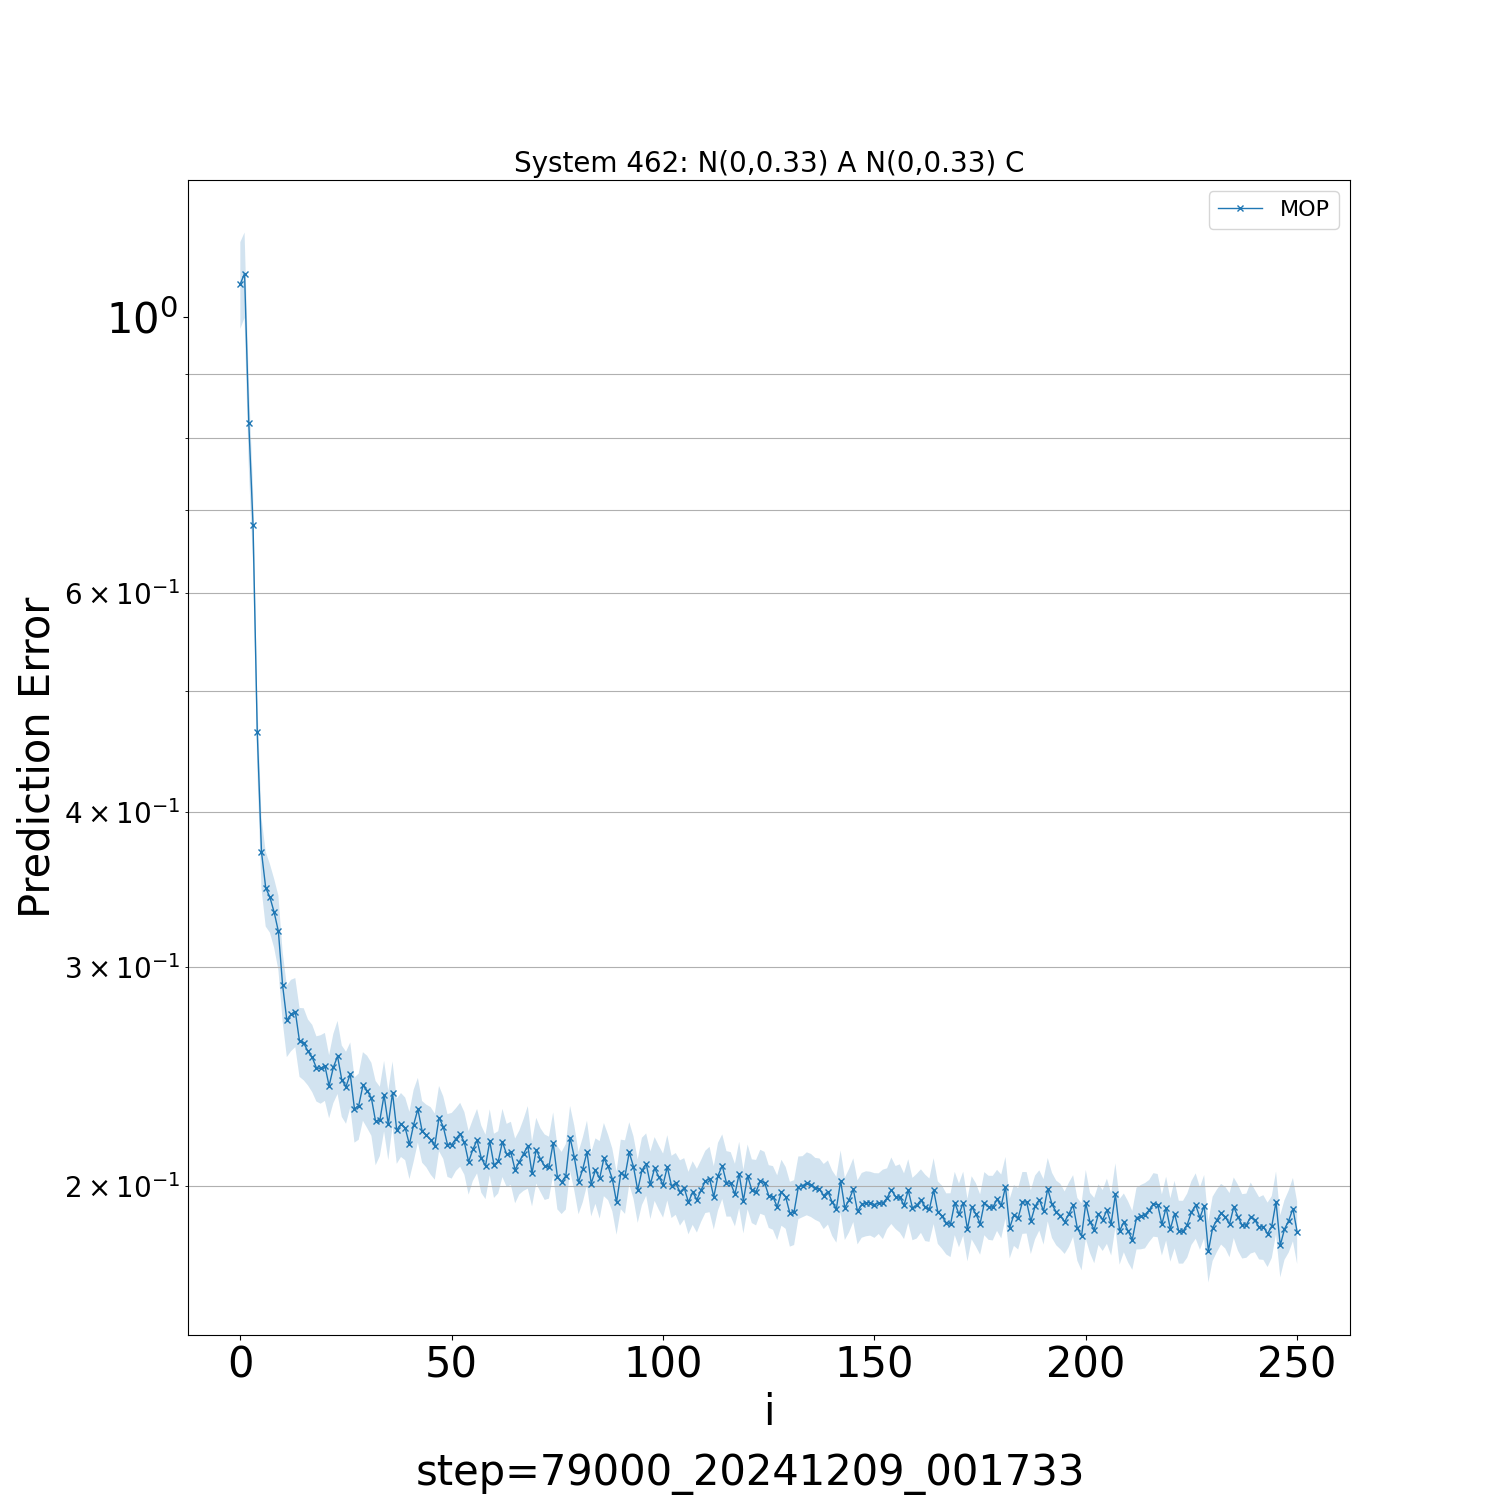 System 462: N(0,0.33) A N(0,0.33) C
MOP
10⁰
6 × 10⁻¹
4 × 10⁻¹
3 × 10⁻¹
2 × 10⁻¹
Prediction Error
0 50 100 150 200 250
i
step=79000_20241209_001733